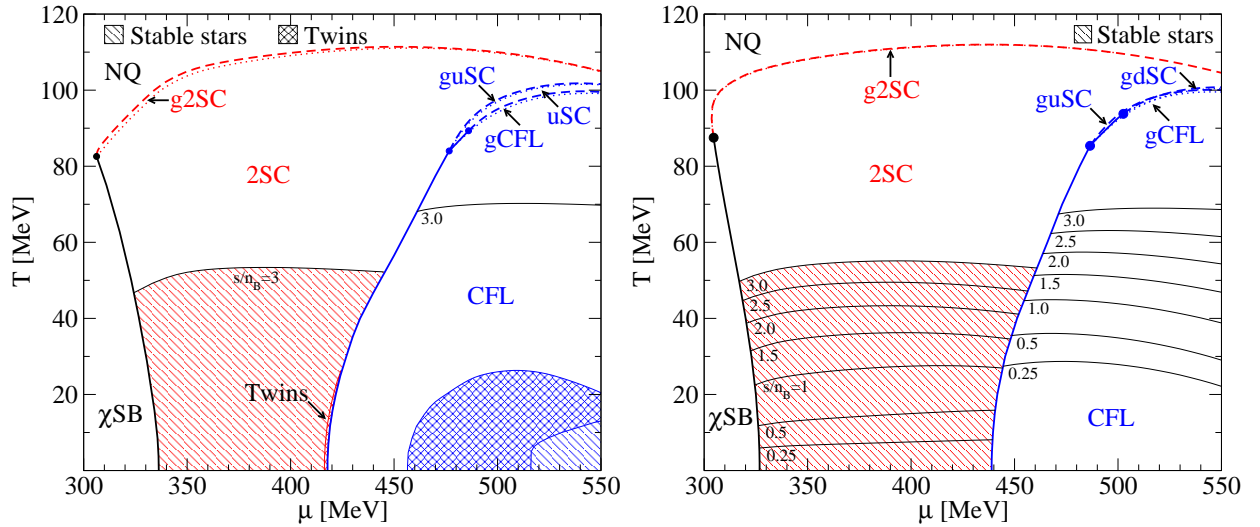 120
100
80
60
40
20
T [MeV]
Stable stars
Twins
NQ
g2SC
guSC
uSC
gCFL
2SC
3.0
s/n_B=3
CFL
Twins
χSB
300
350
400
450
500
550
μ [MeV]
120
100
80
60
40
20
T [MeV]
Stable stars
NQ
gdSC
g2SC
guSC
gCFL
2SC
3.0
2.5
2.0
1.5
1.0
0.5
0.25
3.0
2.5
2.0
1.5
s/n_B=1
0.5
0.25
CFL
χSB
300
350
400
450
500
550
μ [MeV]